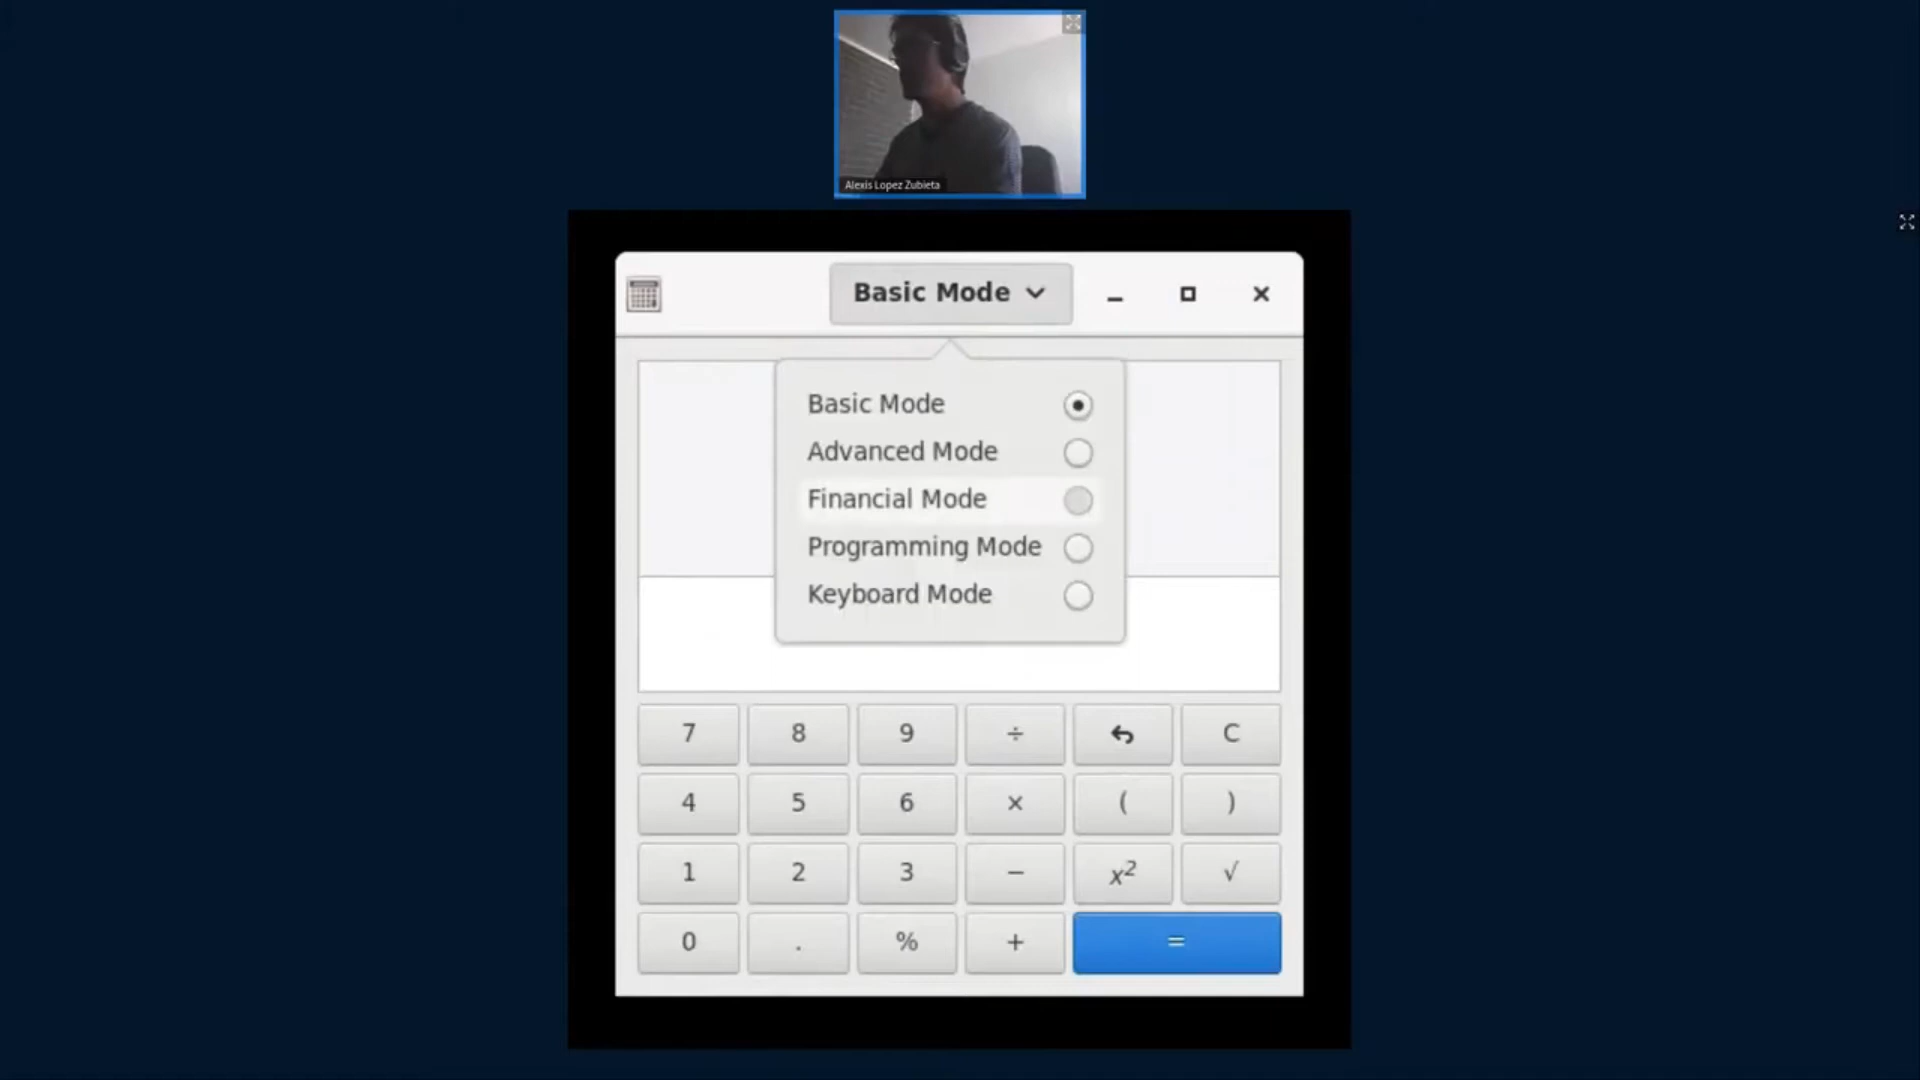 Alexis Lopez Zubieta
Basic Mode
Basic Mode
Advanced Mode
Financial Mode
Programming Mode
Keyboard Mode
7 8 9 ÷ C
4 5 6 × ( )
1 2 3 − x² √
0 . % + =